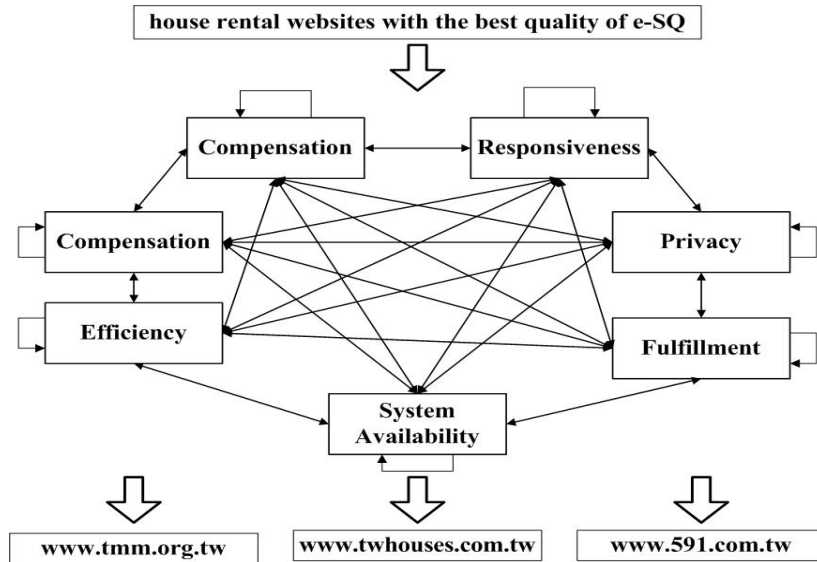 house rental websites with the best quality of e-SQ
Compensation
Responsiveness
Compensation
Privacy
Efficiency
Fulfillment
System
Availability
www.tmm.org.tw
www.twhouses.com.tw
www.591.com.tw